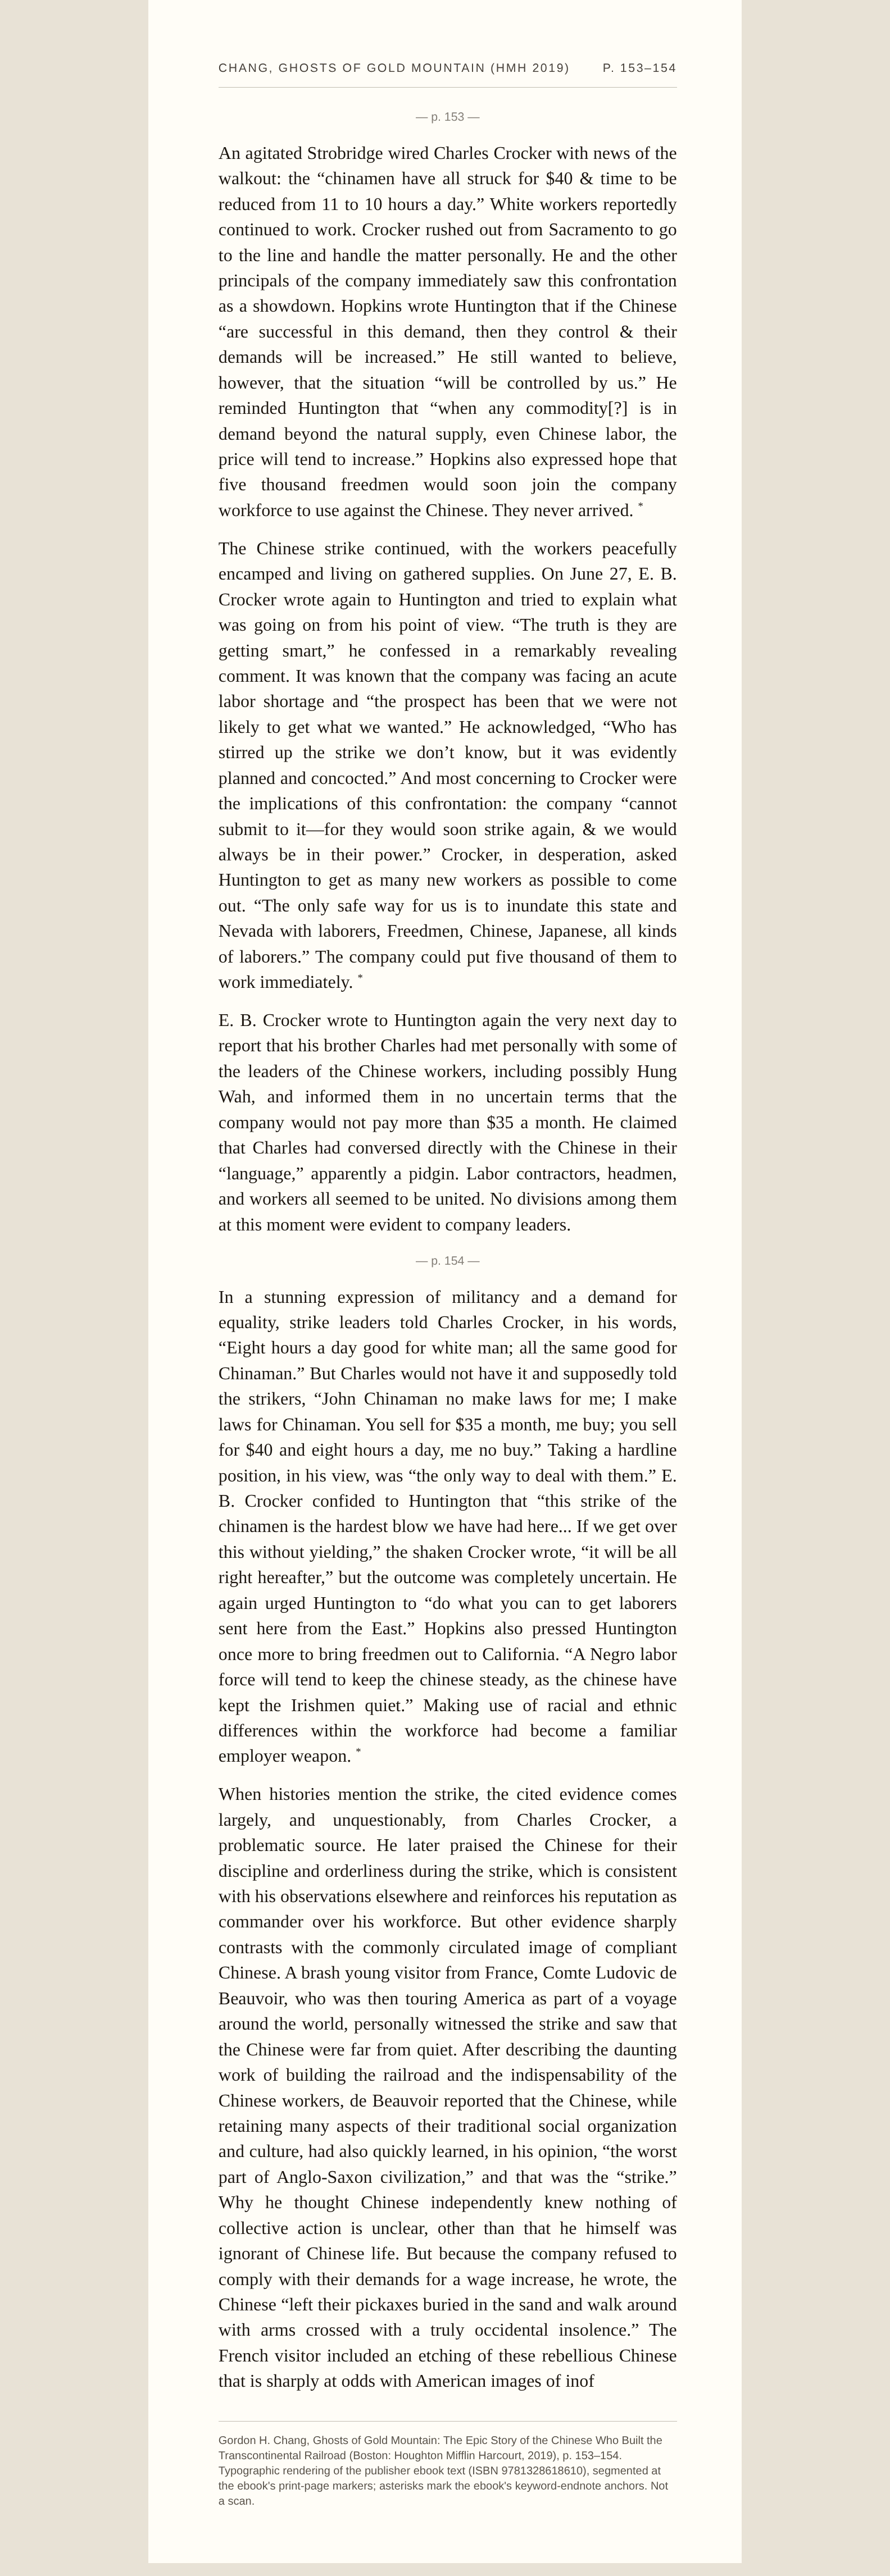 CHANG, GHOSTS OF GOLD MOUNTAIN (HMH 2019) P. 153–154
— p. 153 —
An agitated Strobridge wired Charles Crocker with news of the
walkout: the “chinamen have all struck for $40 & time to be
reduced from 11 to 10 hours a day.” White workers reportedly
continued to work. Crocker rushed out from Sacramento to go
to the line and handle the matter personally. He and the other
principals of the company immediately saw this confrontation
as a showdown. Hopkins wrote Huntington that if the Chinese
“are successful in this demand, then they control & their
demands will be increased.” He still wanted to believe,
however, that the situation “will be controlled by us.” He
reminded Huntington that “when any commodity[?] is in
demand beyond the natural supply, even Chinese labor, the
price will tend to increase.” Hopkins also expressed hope that
five thousand freedmen would soon join the company
workforce to use against the Chinese. They never arrived. *
The Chinese strike continued, with the workers peacefully
encamped and living on gathered supplies. On June 27, E. B.
Crocker wrote again to Huntington and tried to explain what
was going on from his point of view. “The truth is they are
getting smart,” he confessed in a remarkably revealing
comment. It was known that the company was facing an acute
labor shortage and “the prospect has been that we were not
likely to get what we wanted.” He acknowledged, “Who has
stirred up the strike we don’t know, but it was evidently
planned and concocted.” And most concerning to Crocker were
the implications of this confrontation: the company “cannot
submit to it—for they would soon strike again, & we would
always be in their power.” Crocker, in desperation, asked
Huntington to get as many new workers as possible to come
out. “The only safe way for us is to inundate this state and
Nevada with laborers, Freedmen, Chinese, Japanese, all kinds
of laborers.” The company could put five thousand of them to
work immediately. *
E. B. Crocker wrote to Huntington again the very next day to
report that his brother Charles had met personally with some of
the leaders of the Chinese workers, including possibly Hung
Wah, and informed them in no uncertain terms that the
company would not pay more than $35 a month. He claimed
that Charles had conversed directly with the Chinese in their
“language,” apparently a pidgin. Labor contractors, headmen,
and workers all seemed to be united. No divisions among them
at this moment were evident to company leaders.
— p. 154 —
In a stunning expression of militancy and a demand for
equality, strike leaders told Charles Crocker, in his words,
“Eight hours a day good for white man; all the same good for
Chinaman.” But Charles would not have it and supposedly told
the strikers, “John Chinaman no make laws for me; I make
laws for Chinaman. You sell for $35 a month, me buy; you sell
for $40 and eight hours a day, me no buy.” Taking a hardline
position, in his view, was “the only way to deal with them.” E.
B. Crocker confided to Huntington that “this strike of the
chinamen is the hardest blow we have had here... If we get over
this without yielding,” the shaken Crocker wrote, “it will be all
right hereafter,” but the outcome was completely uncertain. He
again urged Huntington to “do what you can to get laborers
sent here from the East.” Hopkins also pressed Huntington
once more to bring freedmen out to California. “A Negro labor
force will tend to keep the chinese steady, as the chinese have
kept the Irishmen quiet.” Making use of racial and ethnic
differences within the workforce had become a familiar
employer weapon. *
When histories mention the strike, the cited evidence comes
largely, and unquestionably, from Charles Crocker, a
problematic source. He later praised the Chinese for their
discipline and orderliness during the strike, which is consistent
with his observations elsewhere and reinforces his reputation as
commander over his workforce. But other evidence sharply
contrasts with the commonly circulated image of compliant
Chinese. A brash young visitor from France, Comte Ludovic de
Beauvoir, who was then touring America as part of a voyage
around the world, personally witnessed the strike and saw that
the Chinese were far from quiet. After describing the daunting
work of building the railroad and the indispensability of the
Chinese workers, de Beauvoir reported that the Chinese, while
retaining many aspects of their traditional social organization
and culture, had also quickly learned, in his opinion, “the worst
part of Anglo-Saxon civilization,” and that was the “strike.”
Why he thought Chinese independently knew nothing of
collective action is unclear, other than that he himself was
ignorant of Chinese life. But because the company refused to
comply with their demands for a wage increase, he wrote, the
Chinese “left their pickaxes buried in the sand and walk around
with arms crossed with a truly occidental insolence.” The
French visitor included an etching of these rebellious Chinese
that is sharply at odds with American images of inof
Gordon H. Chang, Ghosts of Gold Mountain: The Epic Story of the Chinese Who Built the
Transcontinental Railroad (Boston: Houghton Mifflin Harcourt, 2019), p. 153–154.
Typographic rendering of the publisher ebook text (ISBN 9781328618610), segmented at
the ebook's print-page markers; asterisks mark the ebook's keyword-endnote anchors. Not
a scan.